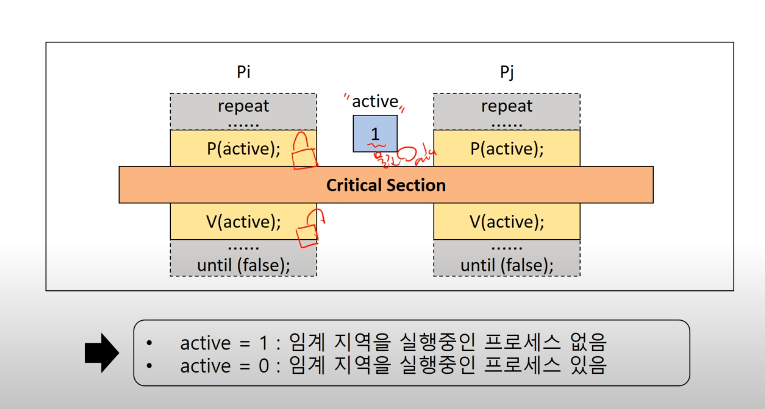 Pi
Pj
repeat
......
P(active);
"active"
1
repeat
......
P(active);
Critical Section
V(active);
......
until (false);
V(active);
......
until (false);
• active = 1 : 임계 지역을 실행중인 프로세스 없음
• active = 0 : 임계 지역을 실행중인 프로세스 있음